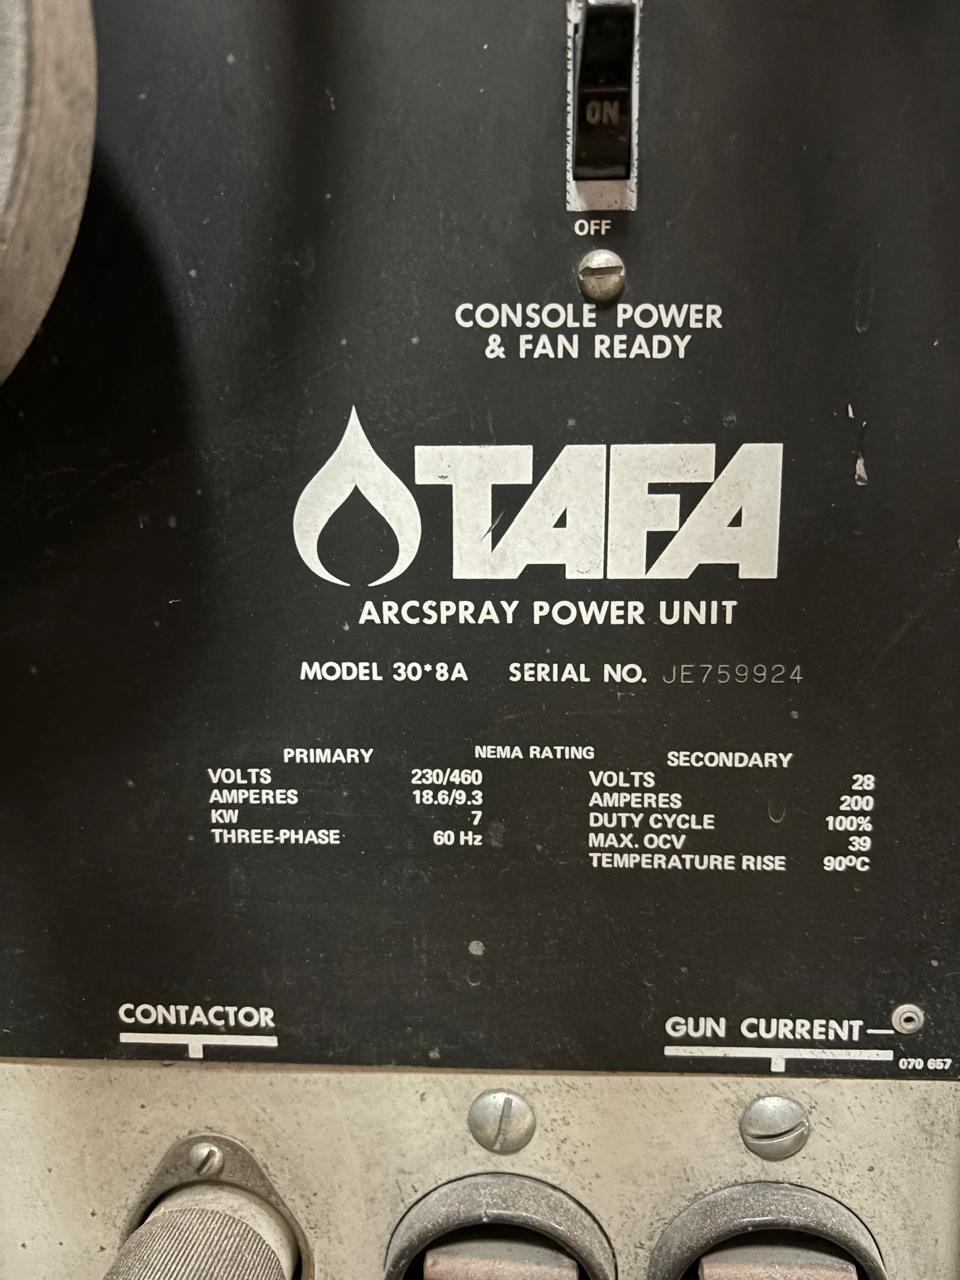 ON
OFF
CONSOLE POWER
& FAN READY
TAFA
ARCSPRAY POWER UNIT
MODEL 30*8A SERIAL NO. JE759924
PRIMARY NEMA RATING SECONDARY
VOLTS 230/460 VOLTS 28
AMPERES 18.6/9.3 AMPERES 200
KW 7 DUTY CYCLE 100%
THREE-PHASE 60 Hz MAX. OCV 39
TEMPERATURE RISE 90°C
CONTACTOR GUN CURRENT
070 657